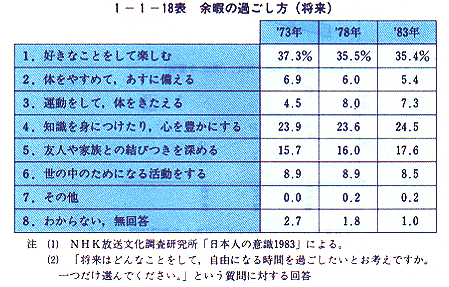 1－1－18表　余暇の過ごし方（将来）
'73年　'78年　'83年
1．好きなことをして楽しむ　37.3%　35.5%　35.4%
2．体をやすめて，あすに備える　6.9　6.0　5.4
3．運動をして，体をきたえる　4.5　8.0　7.3
4．知識を身につけたり，心を豊かにする　23.9　23.6　24.5
5．友人や家族との結びつきを深める　15.7　16.0　17.6
6．世の中のためになる活動をする　8.9　8.9　8.5
7．その他　0.0　0.2　0.2
8．わからない，無回答　2.7　1.8　1.0
注　(1)　ＮＨＫ放送文化調査研究所「日本人の意識1983」による。
(2)　「将来はどんなことをして，自由になる時間を過ごしたいとお考えですか。
一つだけ選んでください。」という質問に対する回答